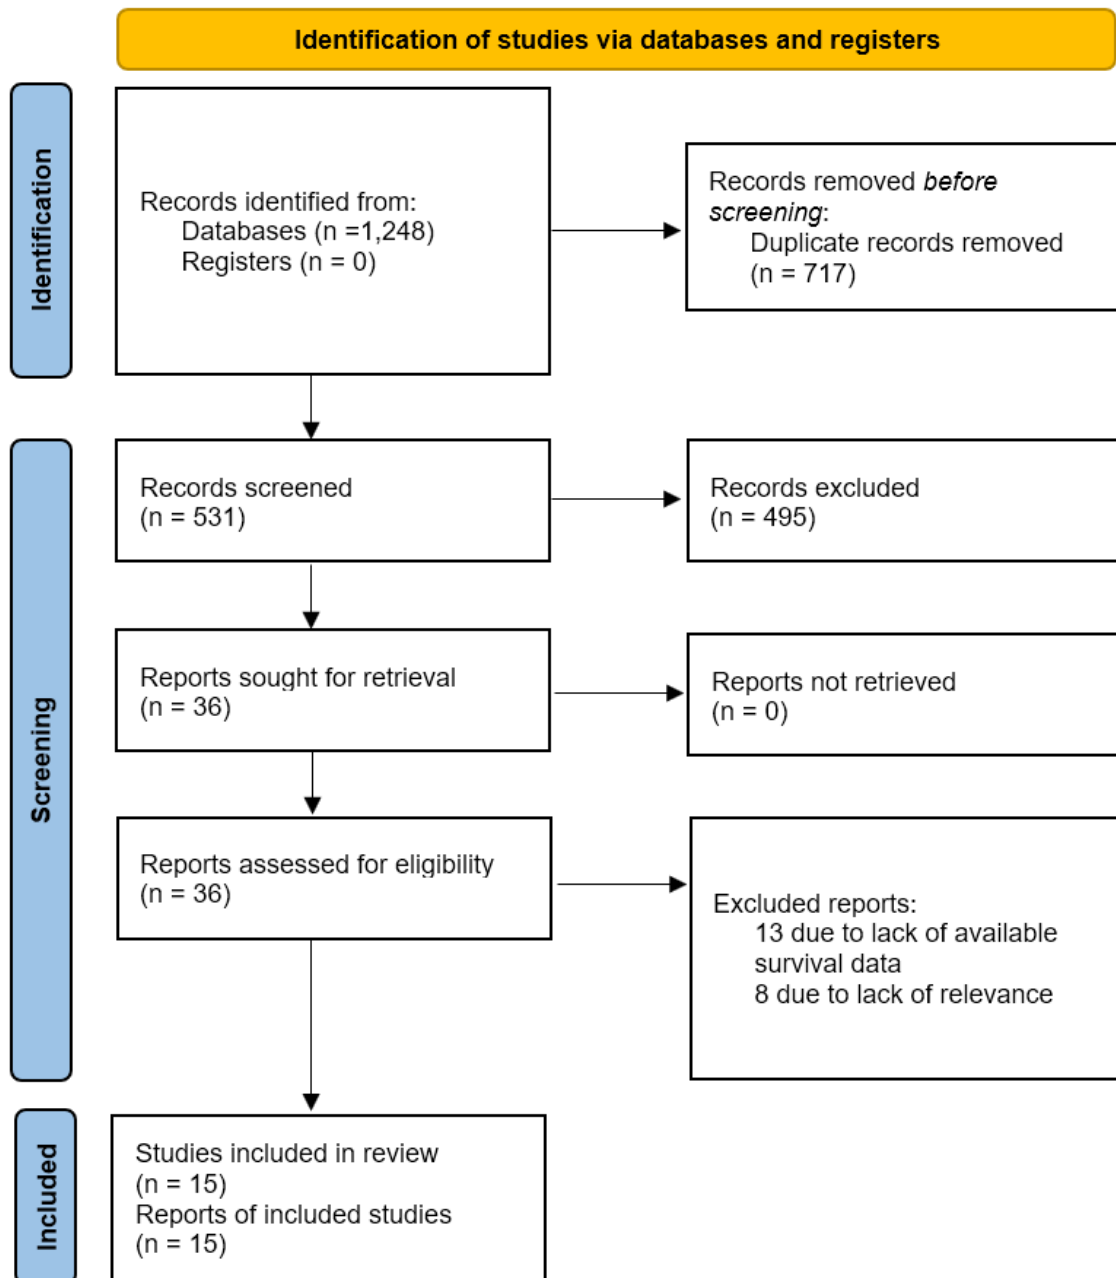 Identification of studies via databases and registers
Identification
Records identified from:
Databases (n =1,248)
Registers (n = 0)
Records removed before
screening:
Duplicate records removed
(n = 717)
Screening
Records screened
(n = 531)
Records excluded
(n = 495)
Reports sought for retrieval
(n = 36)
Reports not retrieved
(n = 0)
Reports assessed for eligibility
(n = 36)
Excluded reports:
13 due to lack of available
survival data
8 due to lack of relevance
Included
Studies included in review
(n = 15)
Reports of included studies
(n = 15)